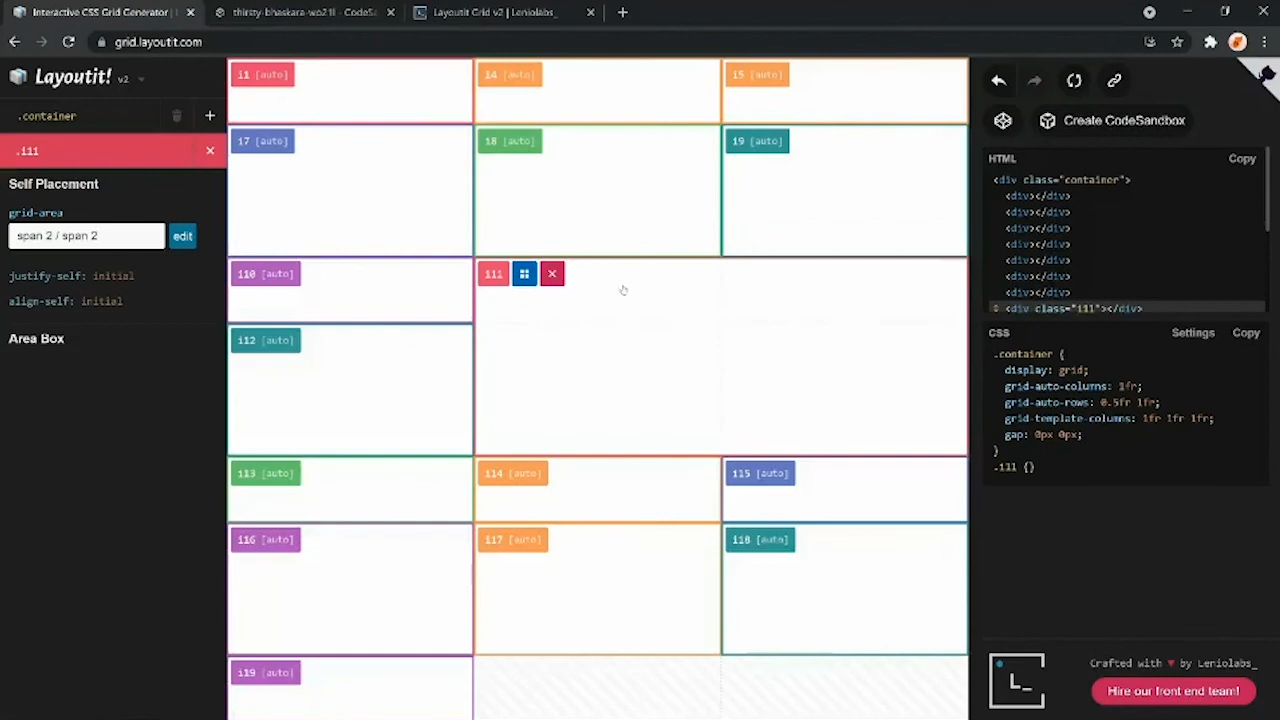 Interactive CSS Grid Generator |
thirsty-bhaskara-wo21i - CodeSa
Layoutit Grid v2 | Leniolabs_
grid.layoutit.com
Layoutit! v2
.container
.i11
Self Placement
grid-area
span 2 / span 2
edit
justify-self: initial
align-self: initial
Area Box
i1 [auto]
i4 [auto]
i5 [auto]
i7 [auto]
i8 [auto]
i9 [auto]
i10 [auto]
i11
i12 [auto]
i13 [auto]
i14 [auto]
i15 [auto]
i16 [auto]
i17 [auto]
i18 [auto]
i19 [auto]
Create CodeSandbox
HTML
Copy
<div class="container">
<div></div>
<div></div>
<div></div>
<div></div>
<div></div>
<div></div>
<div></div>
<div class="i11"></div>
CSS
Settings
Copy
.container {
display: grid;
grid-auto-columns: 1fr;
grid-auto-rows: 0.5fr 1fr;
grid-template-columns: 1fr 1fr 1fr;
gap: 0px 0px;
}
.i11 {}
L_
Crafted with ♥ by Leniolabs_
Hire our front end team!